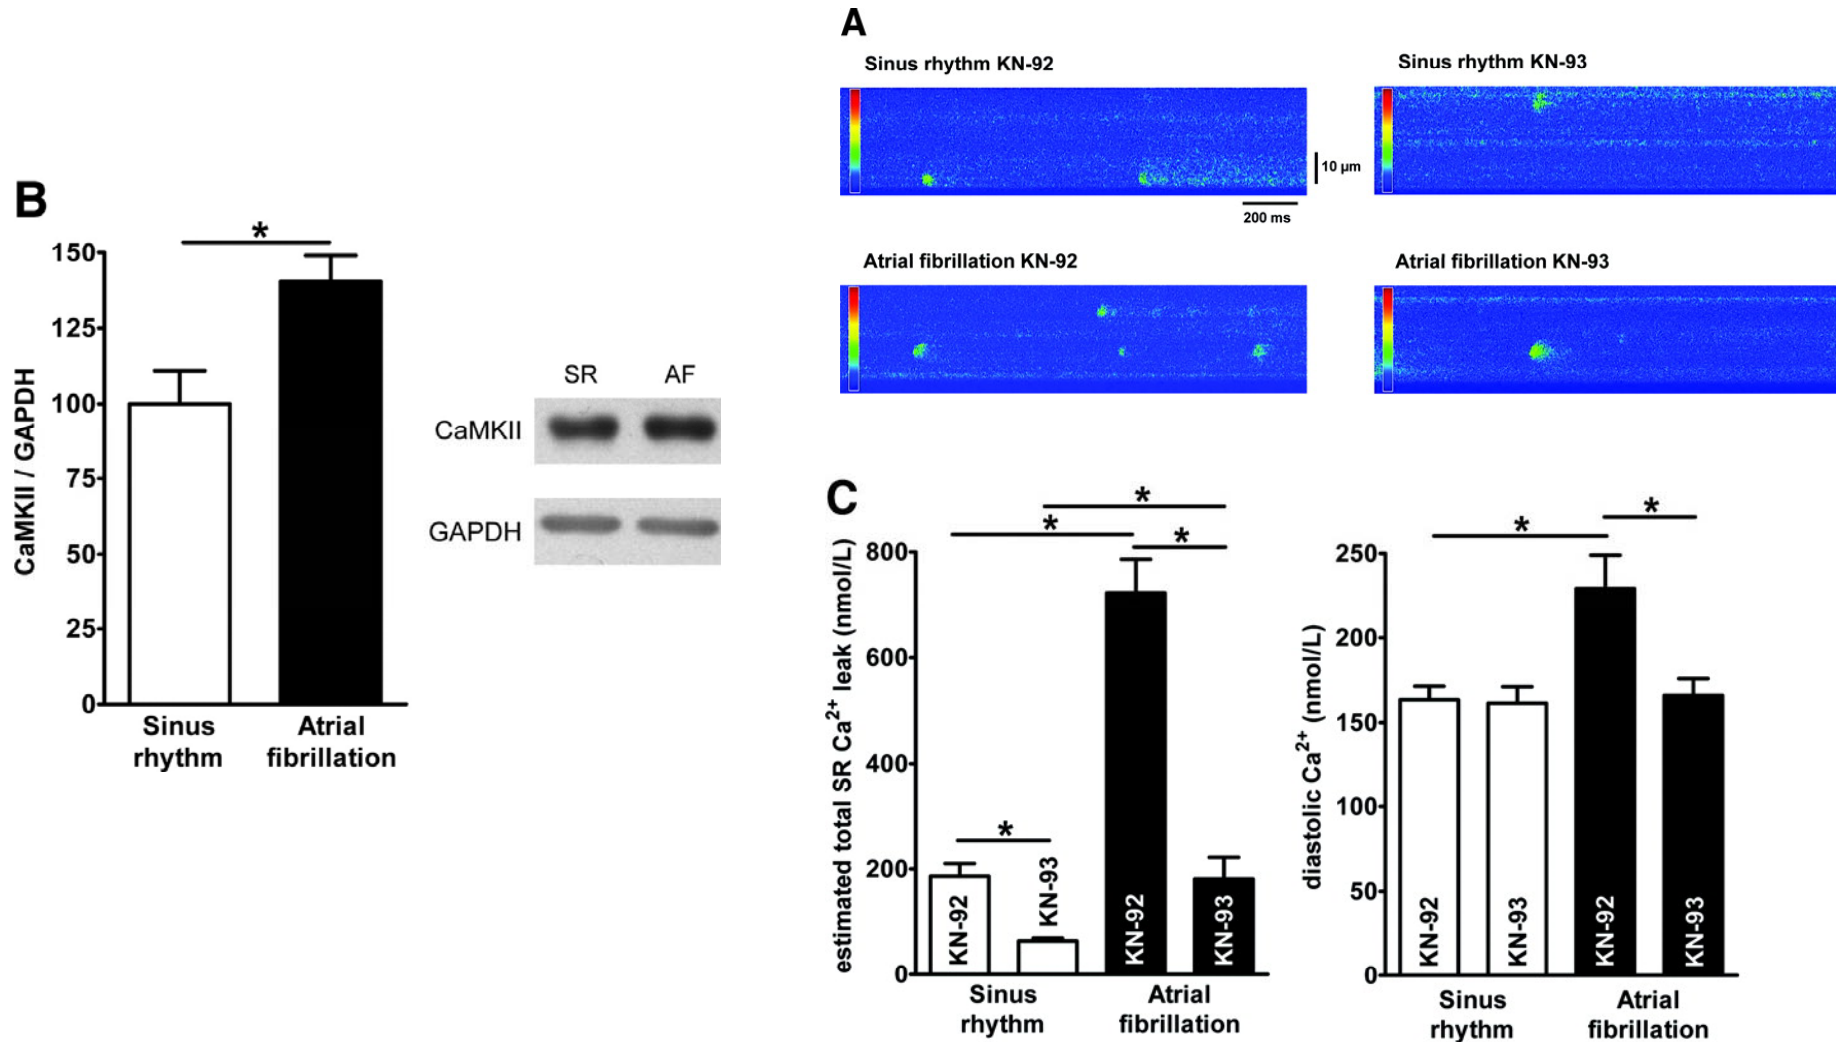 B
CaMKII / GAPDH
150
125
100
75
50
25
0
*
Sinus
rhythm
Atrial
fibrillation
SR AF
CaMKII
GAPDH
A
Sinus rhythm KN-92
Sinus rhythm KN-93
10 µm
200 ms
Atrial fibrillation KN-92
Atrial fibrillation KN-93
C
estimated total SR Ca2+ leak (nmol/L)
800
600
400
200
0
*
*
*
*
KN-92
KN-93
KN-92
KN-93
Sinus
rhythm
Atrial
fibrillation
diastolic Ca2+ (nmol/L)
250
200
150
100
50
0
*
*
KN-92
KN-93
KN-92
KN-93
Sinus
rhythm
Atrial
fibrillation